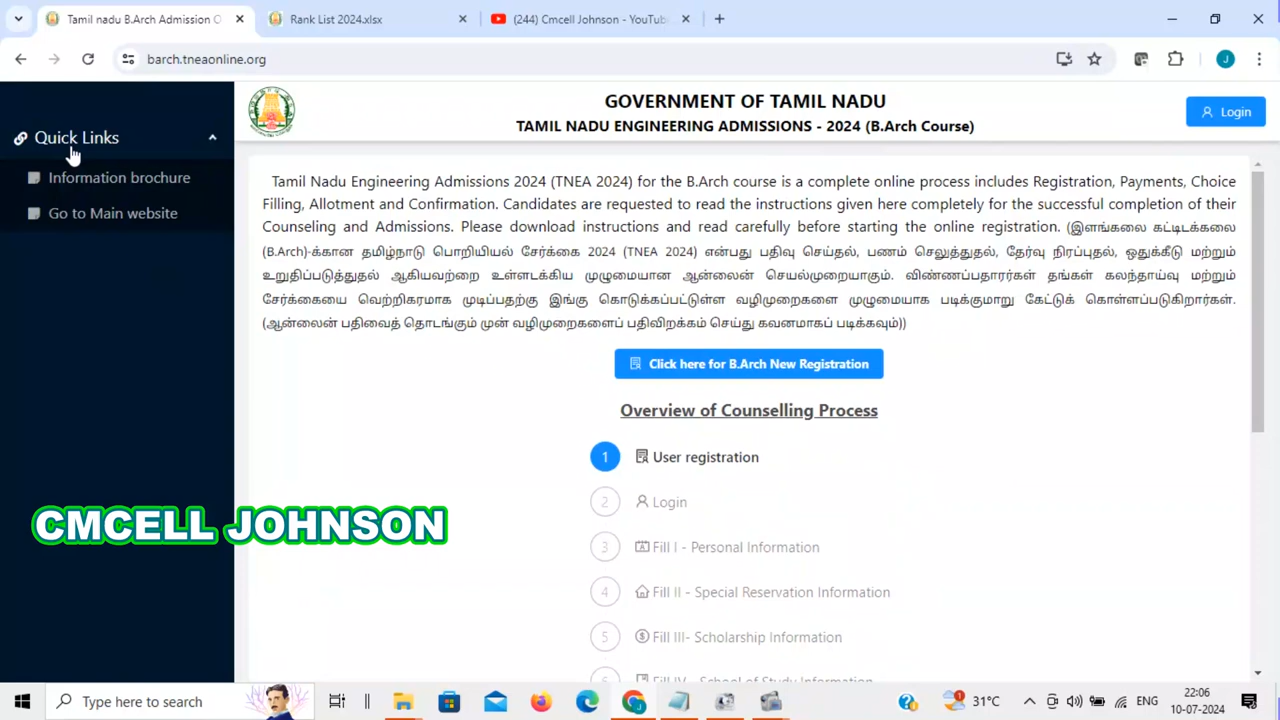 Tamil nadu B.Arch Admission O
Rank List 2024.xlsx
(244) Cmcell Johnson - YouTub
barch.tneaonline.org
J
Quick Links
Information brochure
Go to Main website
GOVERNMENT OF TAMIL NADU
TAMIL NADU ENGINEERING ADMISSIONS - 2024 (B.Arch Course)
Login
Tamil Nadu Engineering Admissions 2024 (TNEA 2024) for the B.Arch course is a complete online process includes Registration, Payments, Choice
Filling, Allotment and Confirmation. Candidates are requested to read the instructions given here completely for the successful completion of their
Counseling and Admissions. Please download instructions and read carefully before starting the online registration. (இளங்கலை கட்டிடக்கலை
(B.Arch)-க்கான தமிழ்நாடு பொறியியல் சேர்க்கை 2024 (TNEA 2024) என்பது பதிவு செய்தல், பணம் செலுத்துதல், தேர்வு நிரப்புதல், ஒதுக்கீடு மற்றும்
உறுதிப்படுத்துதல் ஆகியவற்றை உள்ளடக்கிய முழுமையான ஆன்லைன் செயல்முறையாகும். விண்ணப்பதாரர்கள் தங்கள் கலந்தாய்வு மற்றும்
சேர்க்கையை வெற்றிகரமாக முடிப்பதற்கு இங்கு கொடுக்கப்பட்டுள்ள வழிமுறைகளை முழுமையாக படிக்குமாறு கேட்டுக் கொள்ளப்படுகிறார்கள்.
(ஆன்லைன் பதிவைத் தொடங்கும் முன் வழிமுறைகளைப் பதிவிறக்கம் செய்து கவனமாகப் படிக்கவும்))
Click here for B.Arch New Registration
Overview of Counselling Process
1 User registration
2 Login
3 Fill I - Personal Information
4 Fill II - Special Reservation Information
5 Fill III- Scholarship Information
Fill IV - School of Study Information
CMCELL JOHNSON
Type here to search
1
31°C
ENG
22:06
10-07-2024